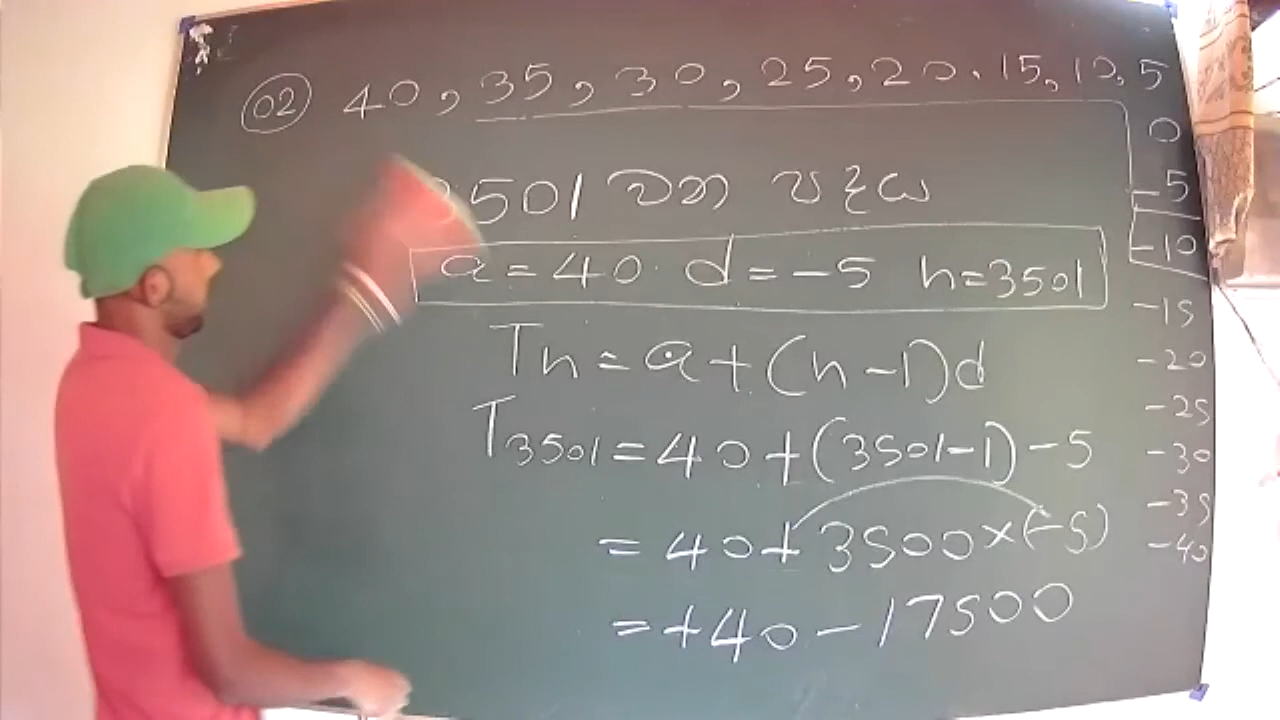 02 40, 35, 30, 25, 20, 15, 10, 5
0
-5
-10
-15
-20
-25
-30
-35
-40
3501 වන පදය
a = 40 d = -5 n = 3501
Tn = a + (n - 1)d
T3501 = 40 + (3501 - 1) - 5
= 40 + 3500 × (-5)
= +40 - 17500